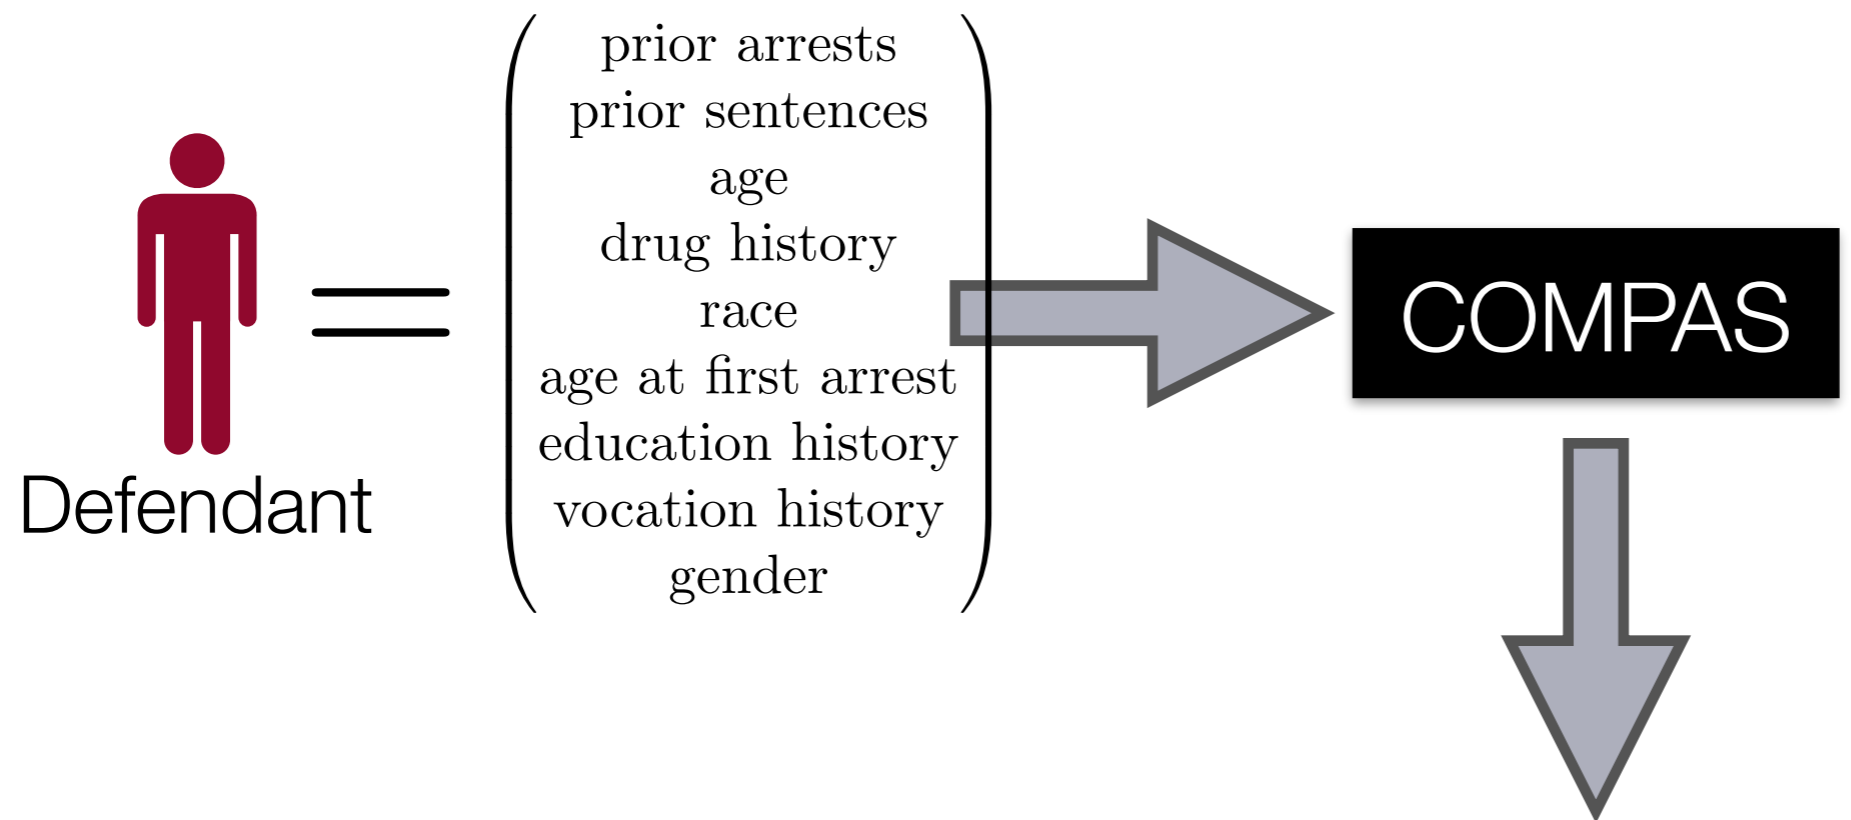 Defendant
=
prior arrests
prior sentences
age
drug history
race
age at first arrest
education history
vocation history
gender
COMPAS